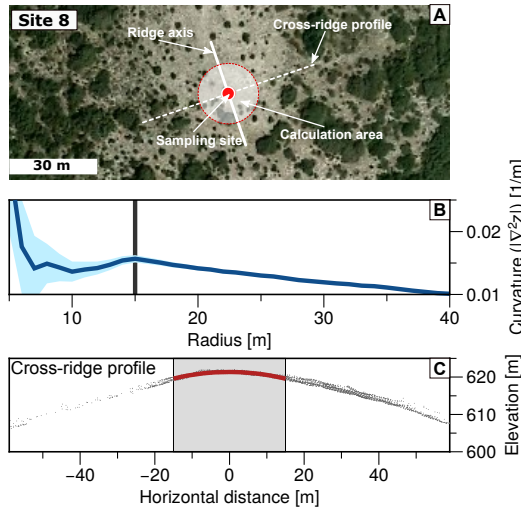 Site 8
A
Ridge axis
Cross-ridge profile
Sampling site
Calculation area
30 m
B
0.02
0.01
Curvature (|∇²z|) [1/m]
10
20
30
40
Radius [m]
Cross-ridge profile
C
620
600
Elevation [m]
−40
−20
0
20
40
Horizontal distance [m]